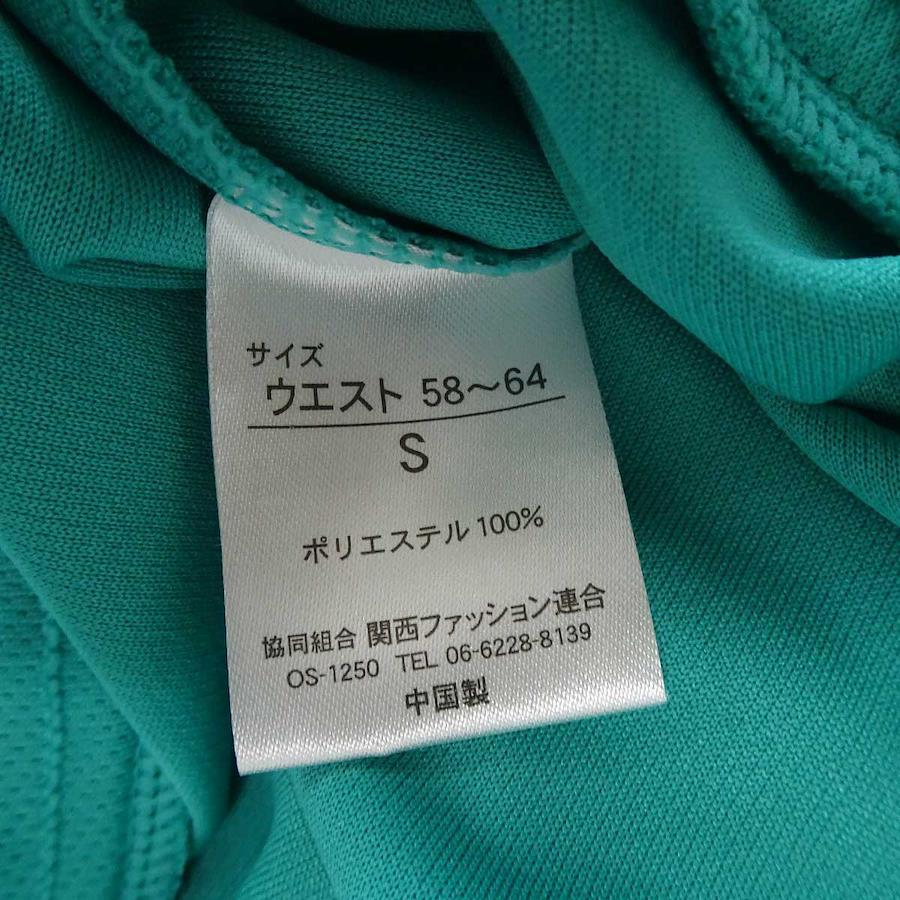 サイズ
ウエスト 58～64
S
ポリエステル 100%
協同組合 関西ファッション連合
OS-1250 TEL 06-6228-8139
中国製